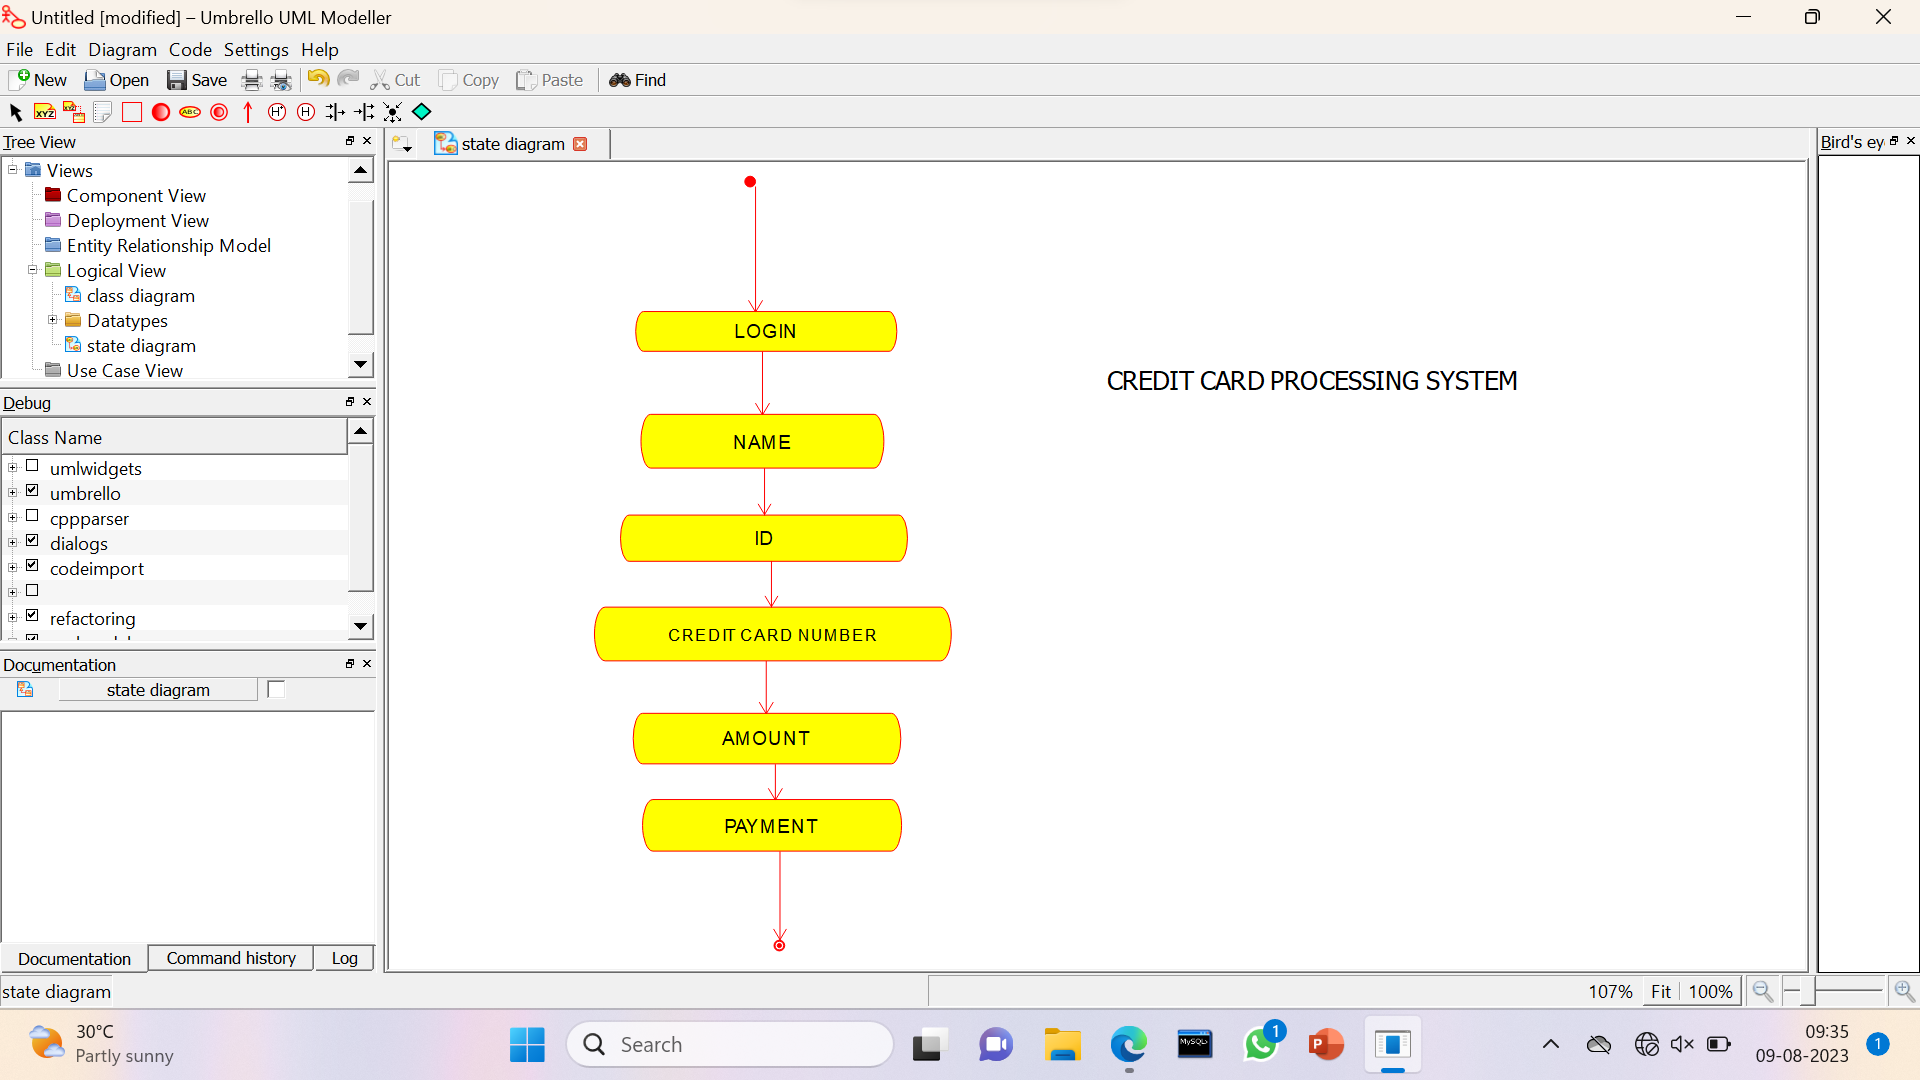 Untitled [modified] – Umbrello UML Modeller
File Edit Diagram Code Settings Help
New Open Save Cut Copy Paste Find
XYZ XYZ ABC H* H
Tree View
Views
Component View
Deployment View
Entity Relationship Model
Logical View
class diagram
Datatypes
state diagram
Use Case View
Debug
Class Name
umlwidgets
umbrello
cppparser
dialogs
codeimport
refactoring
Documentation
state diagram
Documentation Command history Log
state diagram
state diagram
LOGIN
NAME
ID
CREDIT CARD NUMBER
AMOUNT
PAYMENT
CREDIT CARD PROCESSING SYSTEM
Bird's ey
107% Fit 100%
30°C
Partly sunny
Search
MySQL
1
P
09:35
09-08-2023
1